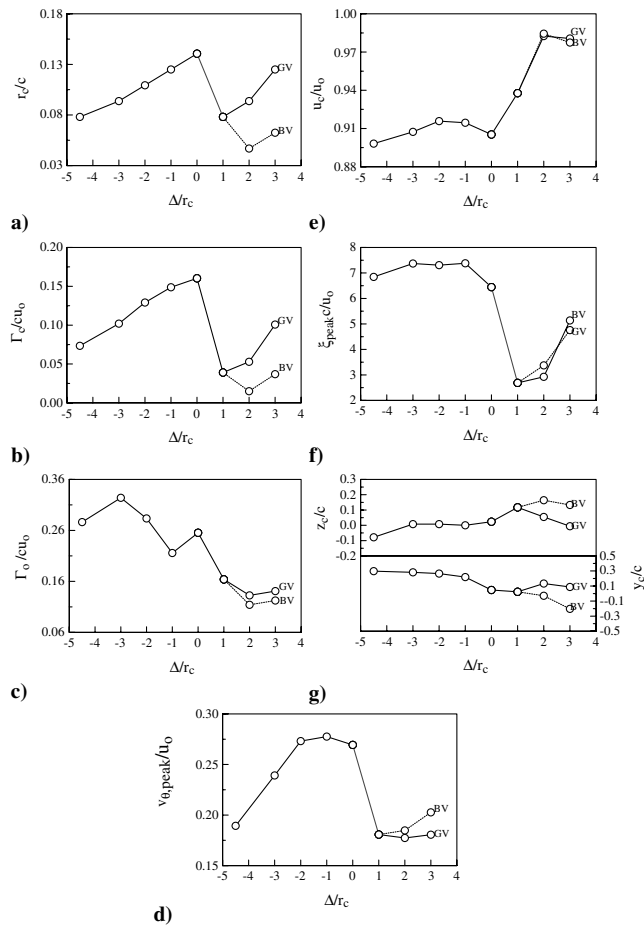 0.18
0.13
0.08
0.03
r_c/c
-5 -4 -3 -2 -1 0 1 2 3 4
Δ/r_c
GV
BV
a)
1.00
0.97
0.94
0.91
0.88
u_c/u_o
-5 -4 -3 -2 -1 0 1 2 3 4
Δ/r_c
GV
BV
e)
0.20
0.15
0.10
0.05
0.00
Γ_c/cu_o
-5 -4 -3 -2 -1 0 1 2 3 4
Δ/r_c
GV
BV
b)
8
7
6
5
4
3
2
ξ_peak c/u_o
-5 -4 -3 -2 -1 0 1 2 3 4
Δ/r_c
BV
GV
f)
0.36
0.26
0.16
0.06
Γ_o/cu_o
-5 -4 -3 -2 -1 0 1 2 3 4
Δ/r_c
GV
BV
c)
0.3
0.2
0.1
0.0
-0.1
-0.2
z_c/c
BV
GV
0.5
0.3
0.1
-0.1
-0.3
-0.5
y_c/c
GV
BV
-5 -4 -3 -2 -1 0 1 2 3 4
Δ/r_c
g)
0.30
0.25
0.20
0.15
v_θ,peak/u_o
-5 -4 -3 -2 -1 0 1 2 3 4
Δ/r_c
BV
GV
d)